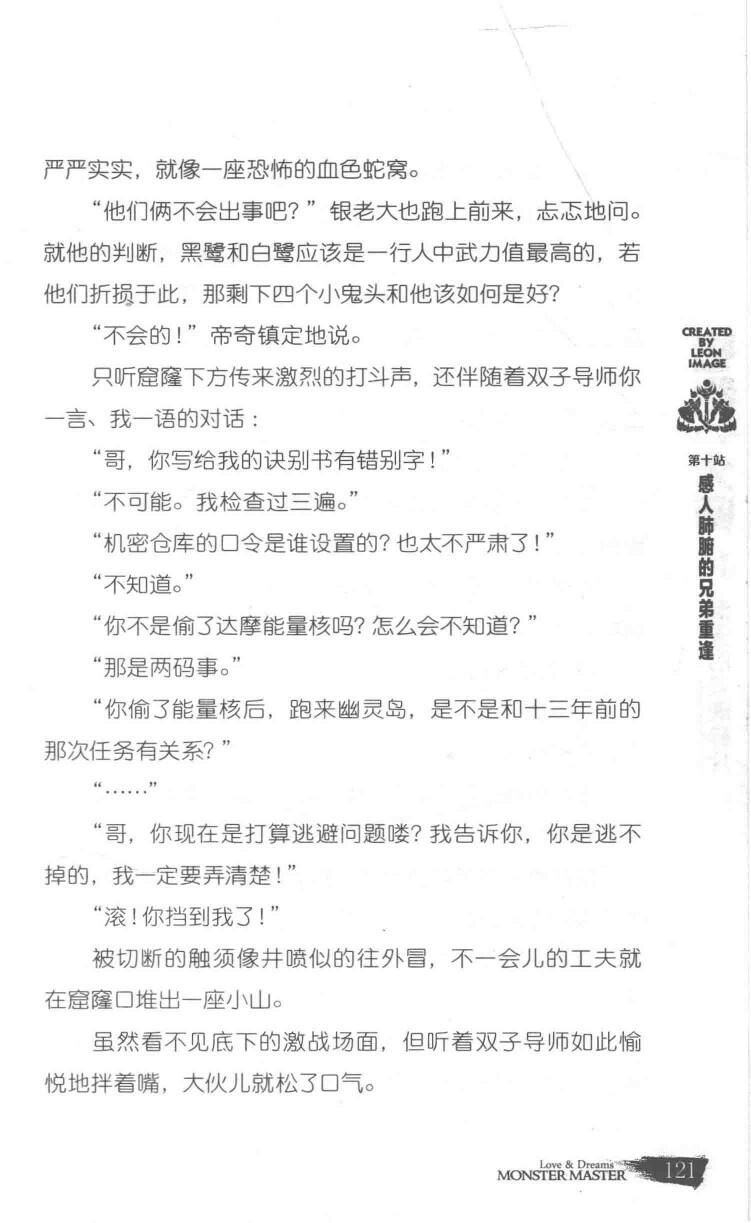 严严实实，就像一座恐怖的血色蛇窝。
“他们俩不会出事吧？”银老大也跑上前来，忐忑地问。
就他的判断，黑鹭和白鹭应该是一行人中武力值最高的，若
他们折损于此，那剩下四个小鬼头和他该如何是好？
“不会的！”帝奇镇定地说。
只听窟窿下方传来激烈的打斗声，还伴随着双子导师你
一言、我一语的对话：
“哥，你写给我的诀别书有错别字！”
“不可能。我检查过三遍。”
“机密仓库的口令是谁设置的？也太不严肃了！”
“不知道。”
“你不是偷了达摩能量核吗？怎么会不知道？”
“那是两码事。”
“你偷了能量核后，跑来幽灵岛，是不是和十三年前的
那次任务有关系？”
“……”
“哥，你现在是打算逃避问题喽？我告诉你，你是逃不
掉的，我一定要弄清楚！”
“滚！你挡到我了！”
被切断的触须像井喷似的往外冒，不一会儿的工夫就
在窟窿口堆出一座小山。
虽然看不见底下的激战场面，但听着双子导师如此愉
悦地拌着嘴，大伙儿就松了口气。
CREATED
BY
LEON
IMAGE
第十站
感人肺腑的兄弟重逢
Love & Dreams
MONSTER MASTER
121